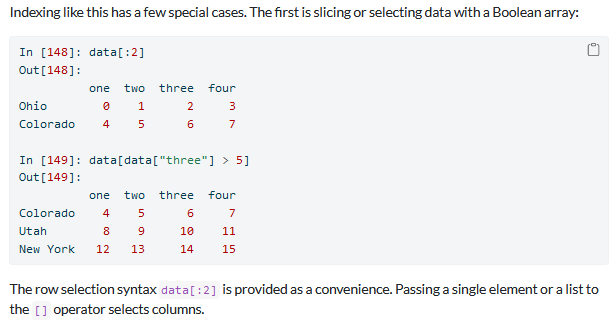 Indexing like this has a few special cases. The first is slicing or selecting data with a Boolean array:
In [148]: data[:2]
Out[148]:
one two three four
Ohio 0 1 2 3
Colorado 4 5 6 7
In [149]: data[data["three"] > 5]
Out[149]:
one two three four
Colorado 4 5 6 7
Utah 8 9 10 11
New York 12 13 14 15
The row selection syntax data[:2] is provided as a convenience. Passing a single element or a list to
the [] operator selects columns.